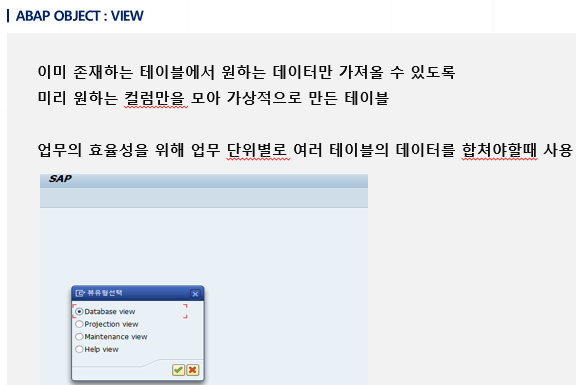 ABAP OBJECT : VIEW
이미 존재하는 테이블에서 원하는 데이터만 가져올 수 있도록
미리 원하는 컬럼만을 모아 가상적으로 만든 테이블
업무의 효율성을 위해 업무 단위별로 여러 테이블의 데이터를 합쳐야할때 사용
SAP
뷰유형선택
Database view
Projection view
Maintenance view
Help view